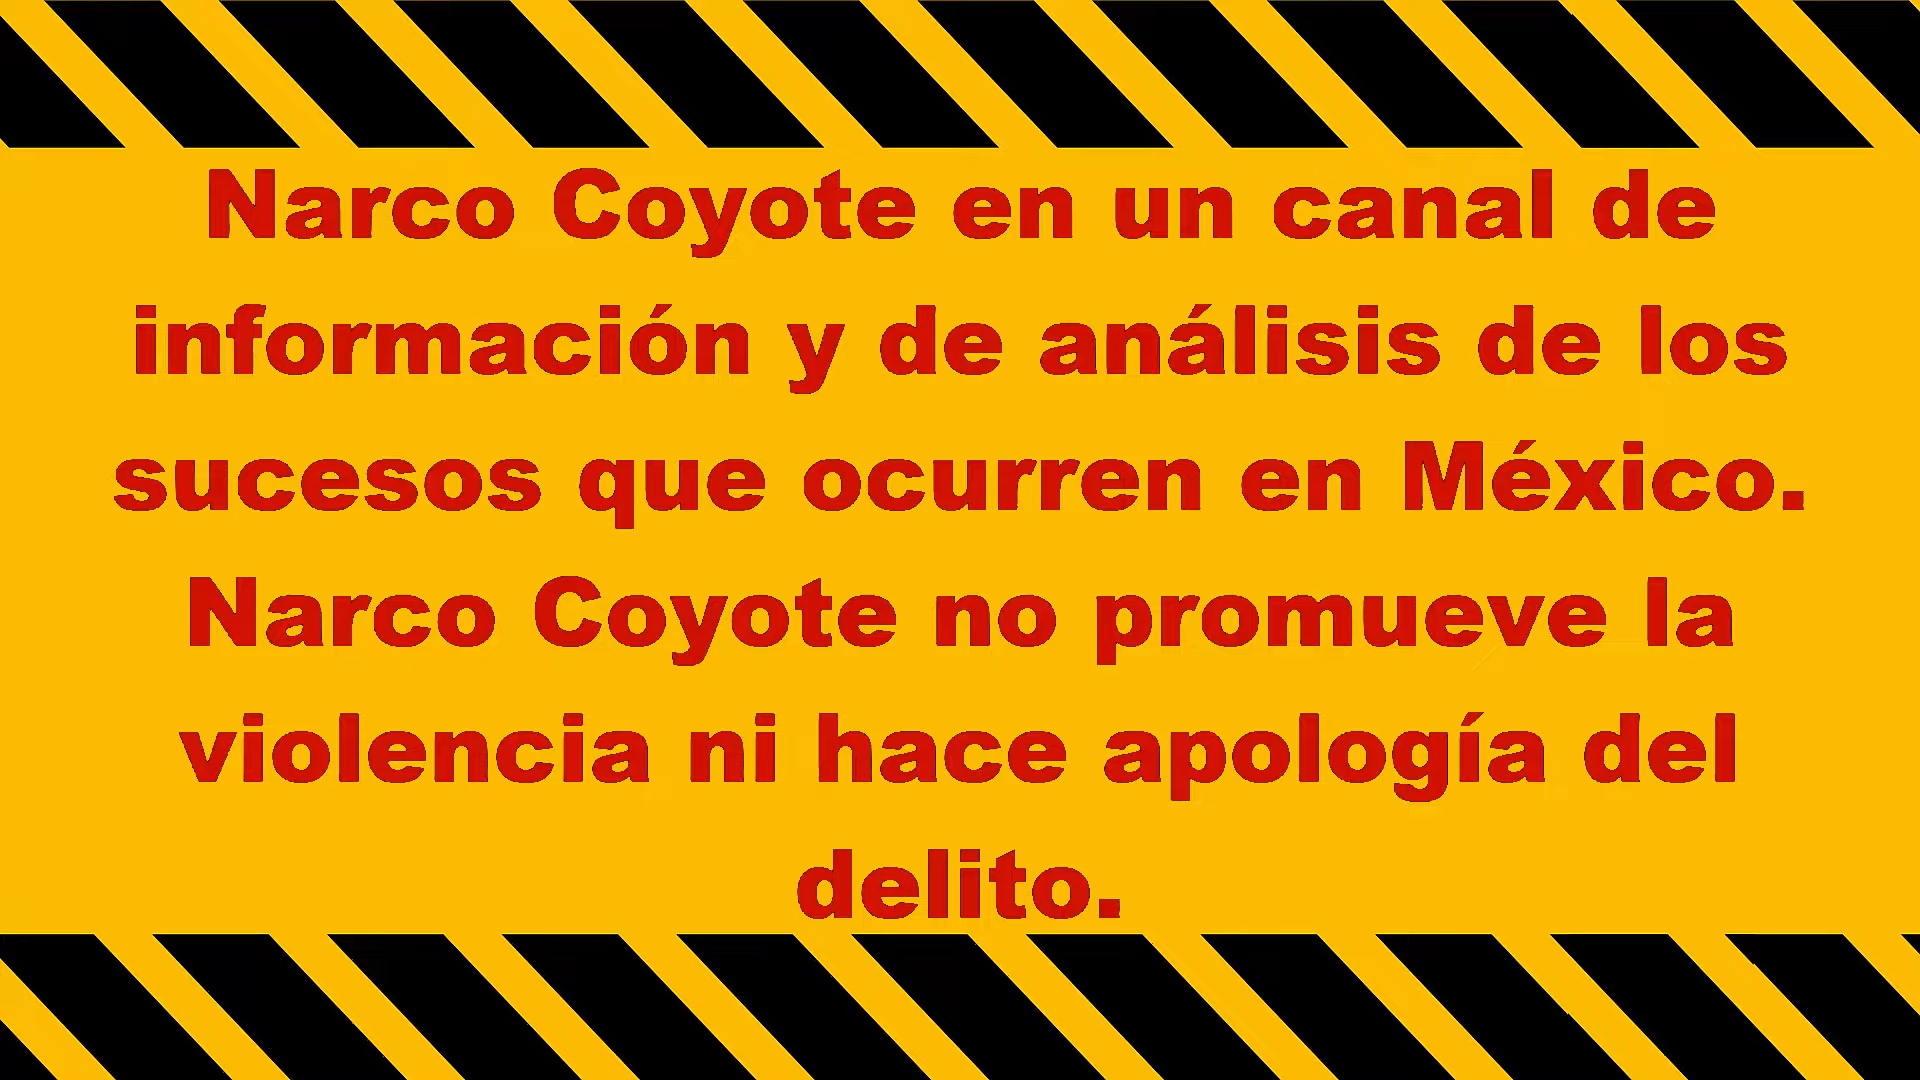 Narco Coyote en un canal de
información y de análisis de los
sucesos que ocurren en México.
Narco Coyote no promueve la
violencia ni hace apología del
delito.